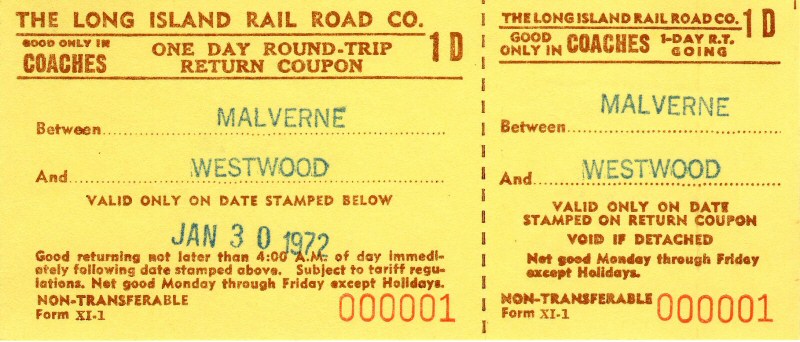 THE LONG ISLAND RAIL ROAD CO.
GOOD ONLY IN
COACHES
ONE DAY ROUND-TRIP
RETURN COUPON
1D
Between MALVERNE
And WESTWOOD
VALID ONLY ON DATE STAMPED BELOW
JAN 30 1972
Good returning not later than 4:00 A.M. of day immedi-
ately following date stamped above. Subject to tariff regu-
lations. Not good Monday through Friday except Holidays.
NON-TRANSFERABLE
Form XI-1
000001
THE LONG ISLAND RAIL ROAD CO.
GOOD
ONLY IN
COACHES
1-DAY R.T.
GOING
1D
Between MALVERNE
And WESTWOOD
VALID ONLY ON DATE
STAMPED ON RETURN COUPON
VOID IF DETACHED
Not good Monday through Friday
except Holidays.
NON-TRANSFERABLE
Form XI-1
000001